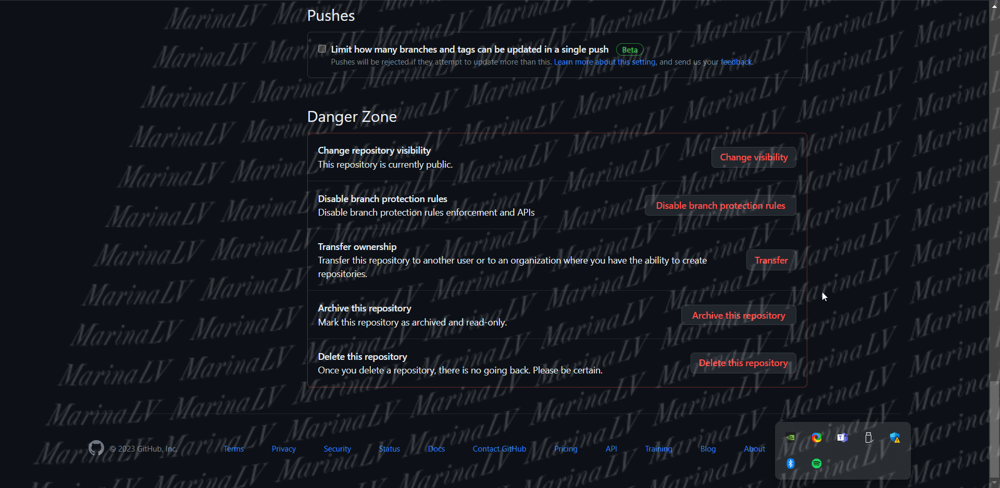 Pushes
Limit how many branches and tags can be updated in a single push Beta
Pushes will be rejected if they attempt to update more than this. Learn more about this setting, and send us your feedback.
Danger Zone
Change repository visibility
This repository is currently public.
Change visibility
Disable branch protection rules
Disable branch protection rules enforcement and APIs
Disable branch protection rules
Transfer ownership
Transfer this repository to another user or to an organization where you have the ability to create
repositories.
Transfer
Archive this repository
Mark this repository as archived and read-only.
Archive this repository
Delete this repository
Once you delete a repository, there is no going back. Please be certain.
Delete this repository
© 2023 GitHub, Inc. Terms Privacy Security Status Docs Contact GitHub Pricing API Training Blog About
MarinaLV